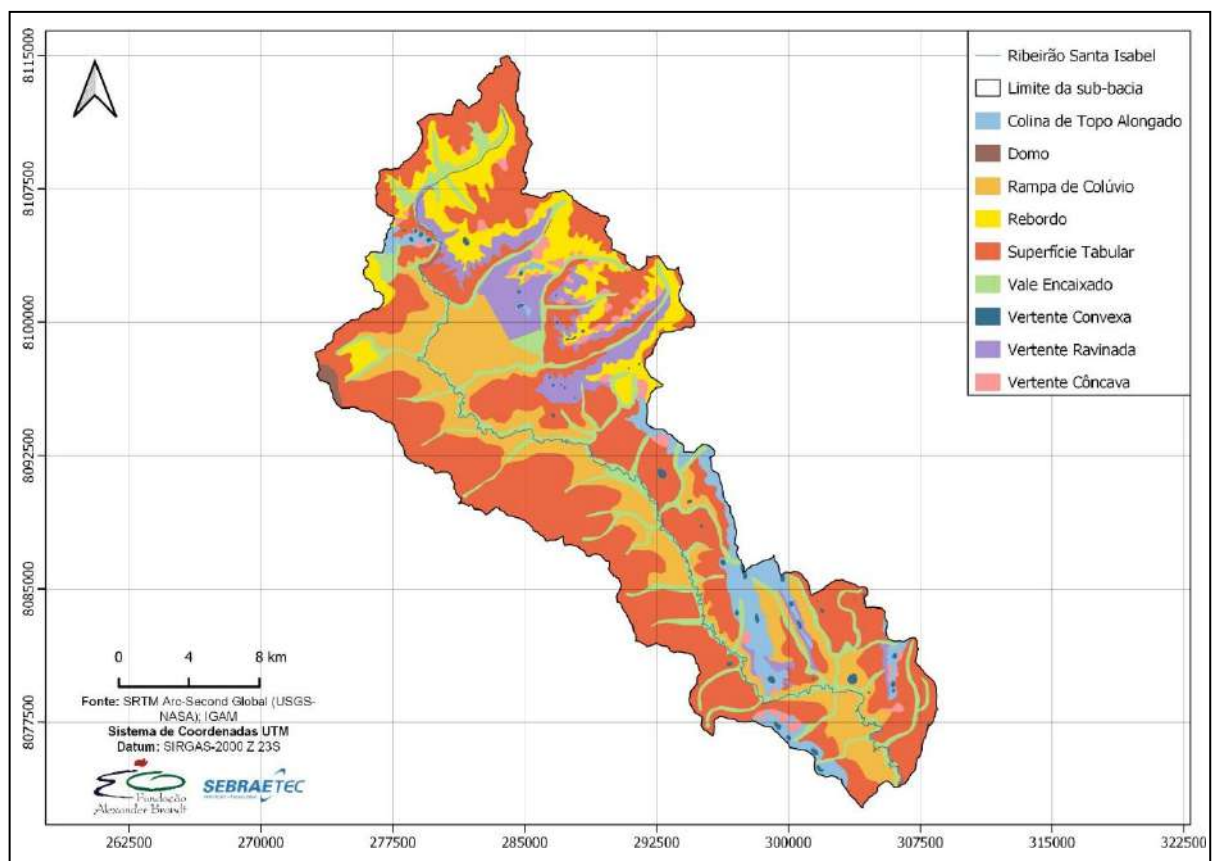 8115000
8107500
8100000
8092500
8085000
8077500
Ribeirão Santa Isabel
Limite da sub-bacia
Colina de Topo Alongado
Domo
Rampa de Colúvio
Rebordo
Superfície Tabular
Vale Encaixado
Vertente Convexa
Vertente Ravinada
Vertente Côncava
0 4 8 km
Fonte: SRTM Arc-Second Global (USGS-
NASA); IGAM
Sistema de Coordenadas UTM
Datum: SIRGAS-2000 Z 23S
Fundação
Alexander Brandt
SEBRAETEC
262500 270000 277500 285000 292500 300000 307500 315000 322500